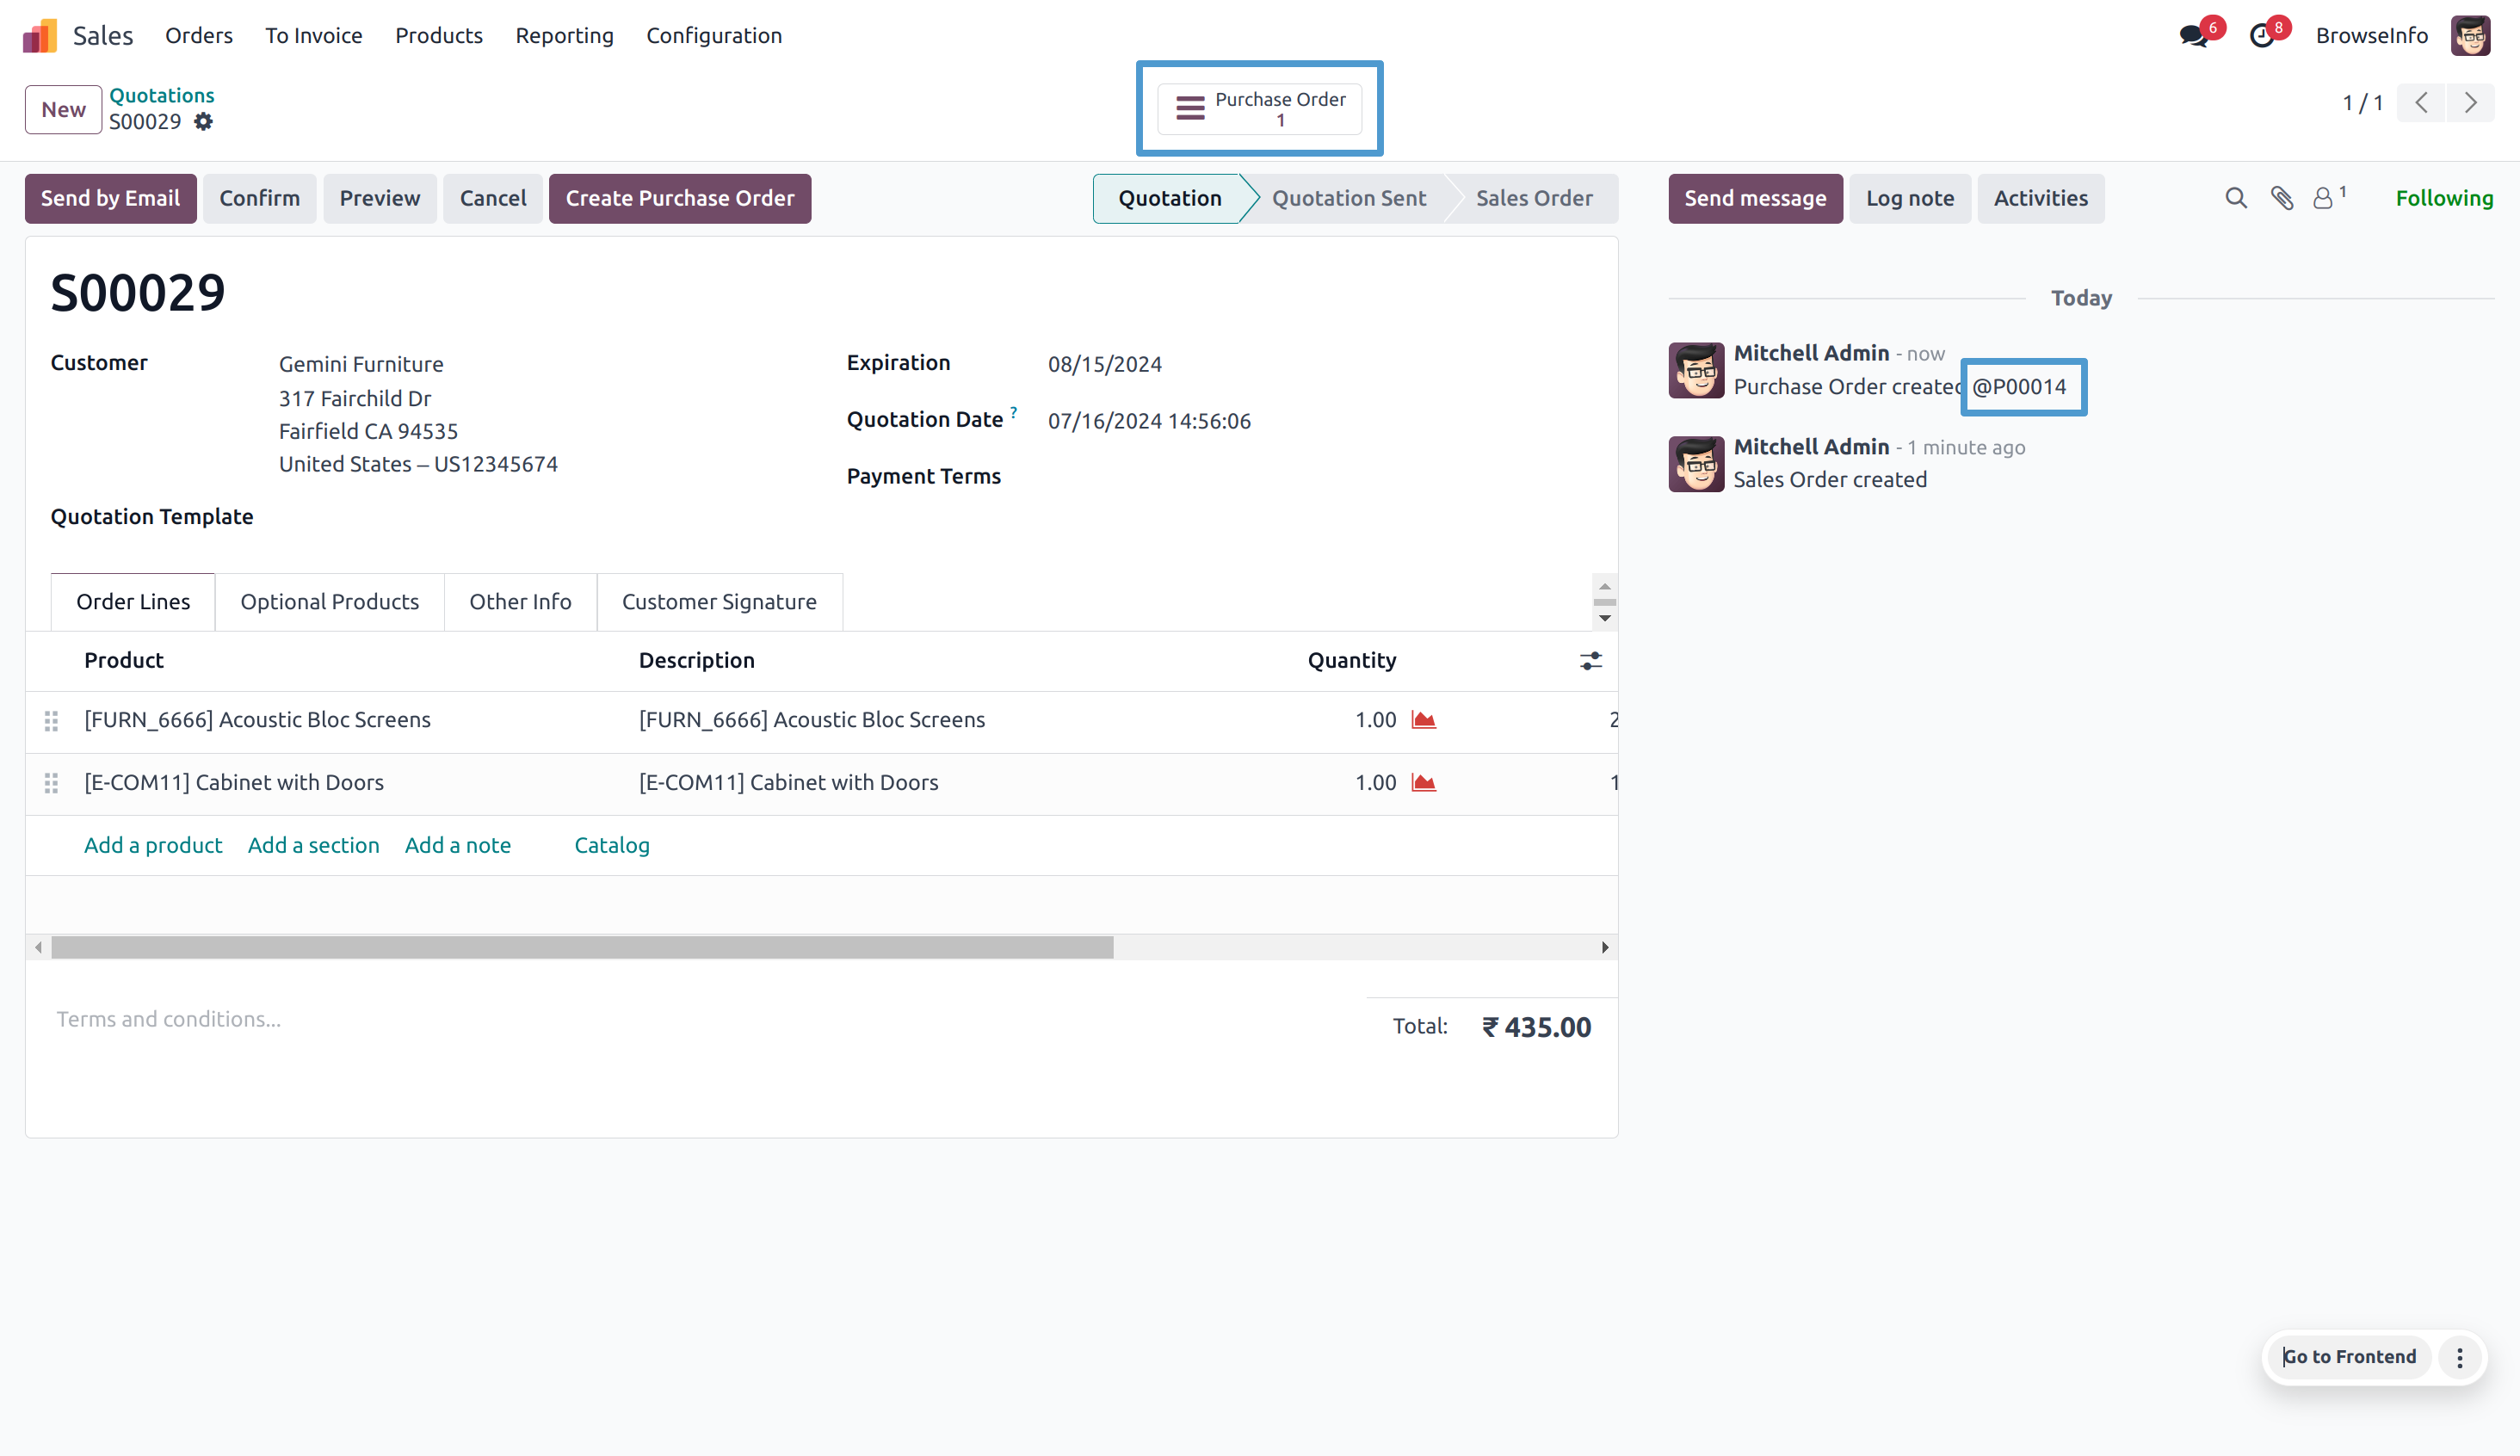 Sales Orders To Invoice Products Reporting Configuration 6 8 BrowseInfo
New Quotations
S00029
Purchase Order
1
1 / 1
Send by Email Confirm Preview Cancel Create Purchase Order Quotation Quotation Sent Sales Order
Send message Log note Activities 1 Following
S00029
Customer Gemini Furniture
317 Fairchild Dr
Fairfield CA 94535
United States – US12345674
Quotation Template
Expiration 08/15/2024
Quotation Date ? 07/16/2024 14:56:06
Payment Terms
Order Lines Optional Products Other Info Customer Signature
Product Description Quantity
[FURN_6666] Acoustic Bloc Screens [FURN_6666] Acoustic Bloc Screens 1.00 2
[E-COM11] Cabinet with Doors [E-COM11] Cabinet with Doors 1.00 1
Add a product Add a section Add a note Catalog
Terms and conditions...
Total: ₹ 435.00
Today
Mitchell Admin - now
Purchase Order created @P00014
Mitchell Admin - 1 minute ago
Sales Order created
Go to Frontend